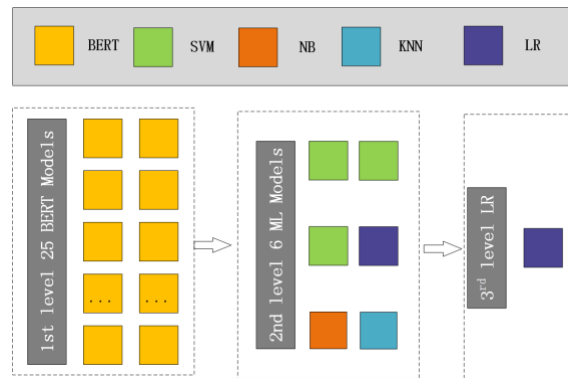 BERT
SVM
NB
KNN
LR
1st level 25 BERT Models
... ...
2nd level 6 ML Models
3rd level LR